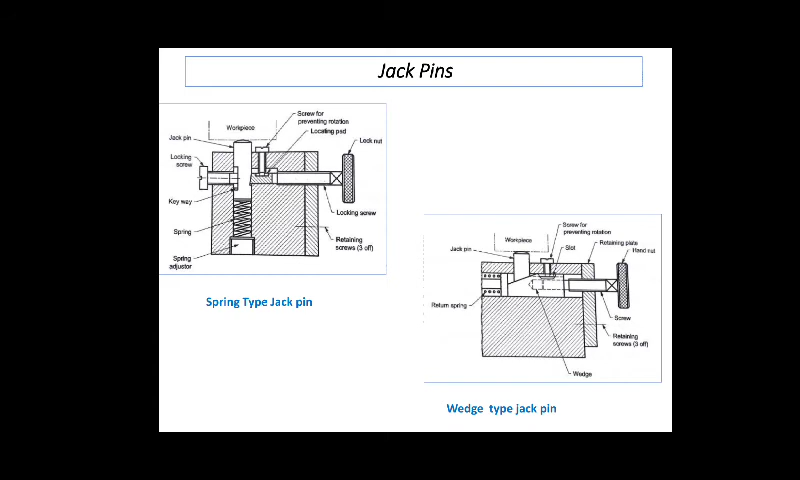 Jack Pins
Workpiece
Screw for
preventing rotation
Jack pin
Locating pad
Lock nut
Locking
screw
Key way
Locking screw
Spring
Retaining
screws (3 off)
Spring
adjustor
Spring Type Jack pin
Workpiece
Screw for
preventing rotation
Jack pin
Slot
Retaining plate
Hand nut
Return spring
Screw
Retaining
screws (3 off)
Wedge
Wedge type jack pin